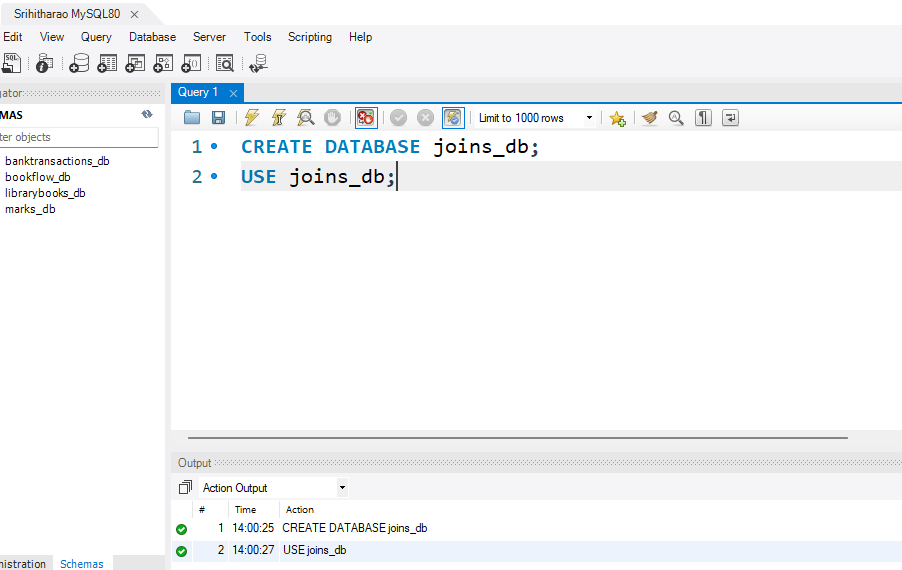 Srihitharao MySQL80
Edit View Query Database Server Tools Scripting Help
SQL
gator
MAS
ter objects
banktransactions_db
bookflow_db
librarybooks_db
marks_db
nistration Schemas
Query 1
Limit to 1000 rows
1 CREATE DATABASE joins_db;
2 USE joins_db;
Output
Action Output
# Time Action
1 14:00:25 CREATE DATABASE joins_db
2 14:00:27 USE joins_db